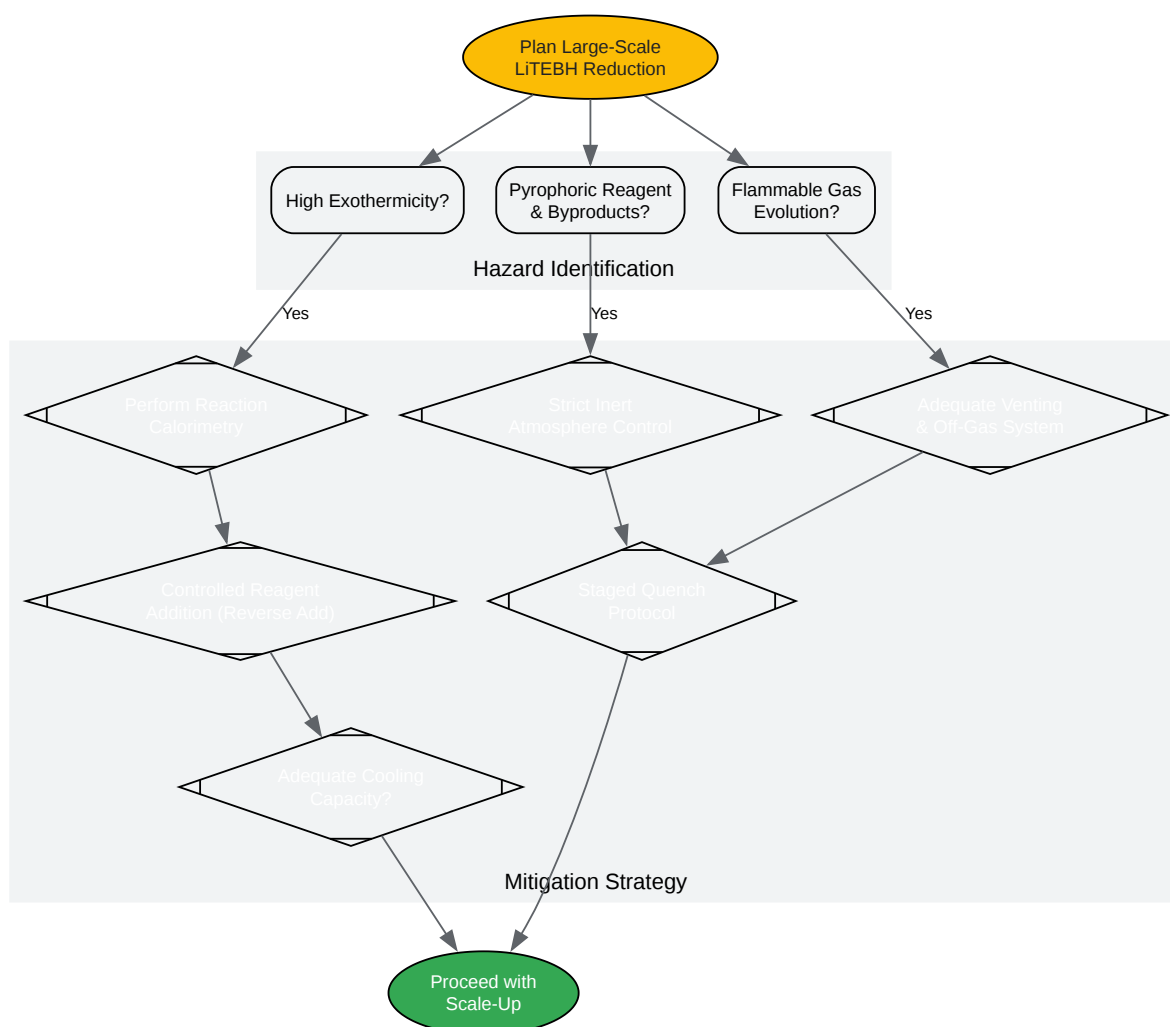 Plan Large-Scale
LiTEBH Reduction
High Exothermicity?
Pyrophoric Reagent
& Byproducts?
Flammable Gas
Evolution?
Hazard Identification
Yes
Yes
Yes
Perform Reaction
Calorimetry
Strict Inert
Atmosphere Control
Adequate Venting
& Off-Gas System
Controlled Reagent
Addition (Reverse Add)
Staged Quench
Protocol
Adequate Cooling
Capacity?
Mitigation Strategy
Proceed with
Scale-Up